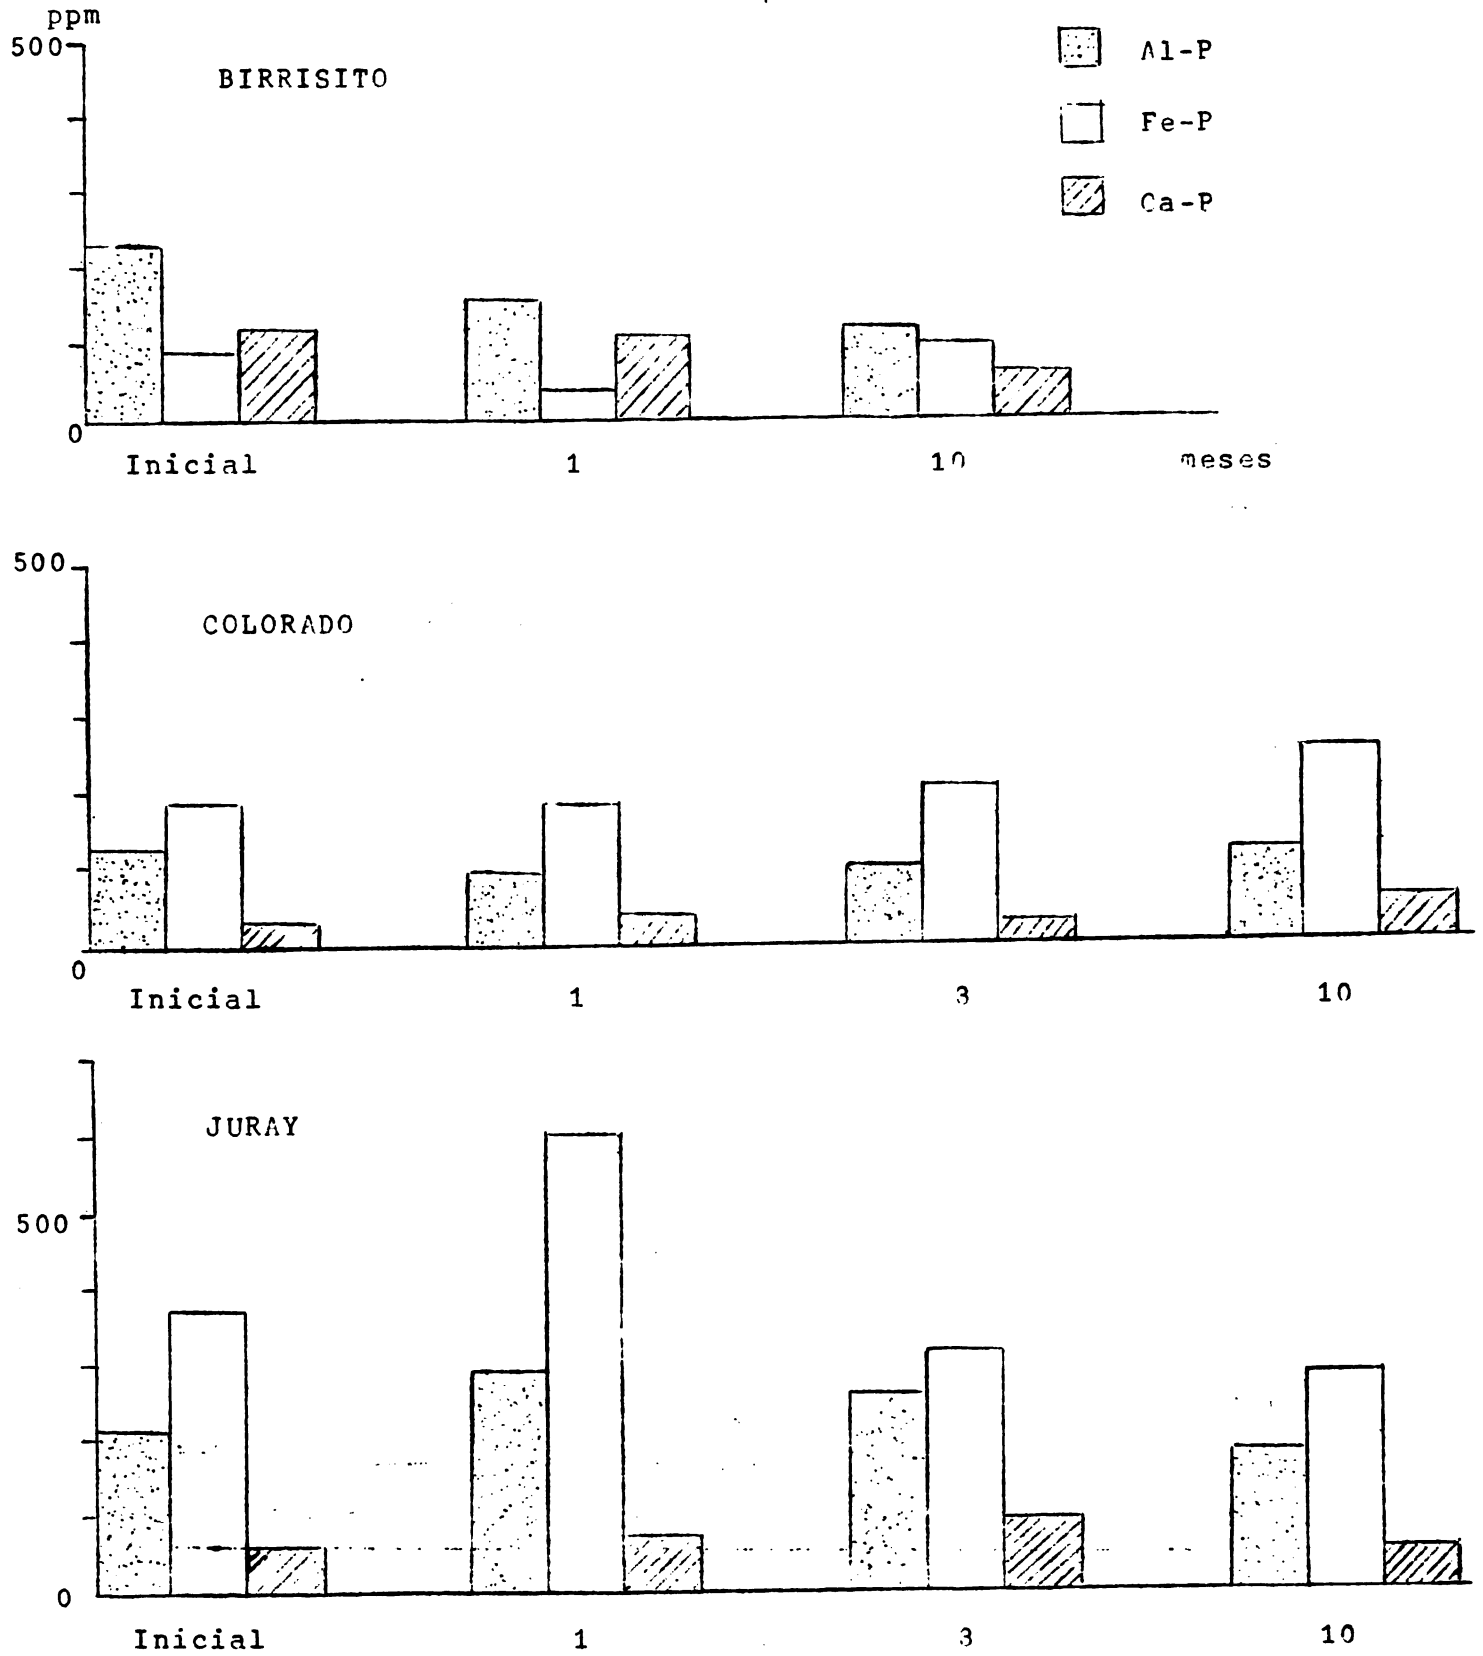 ppm
500
BIRRISITO
Al-P
Fe-P
Ca-P
0
Inicial 1 10 meses
500
COLORADO
0
Inicial 1 3 10
JURAY
500
0
Inicial 1 3 10